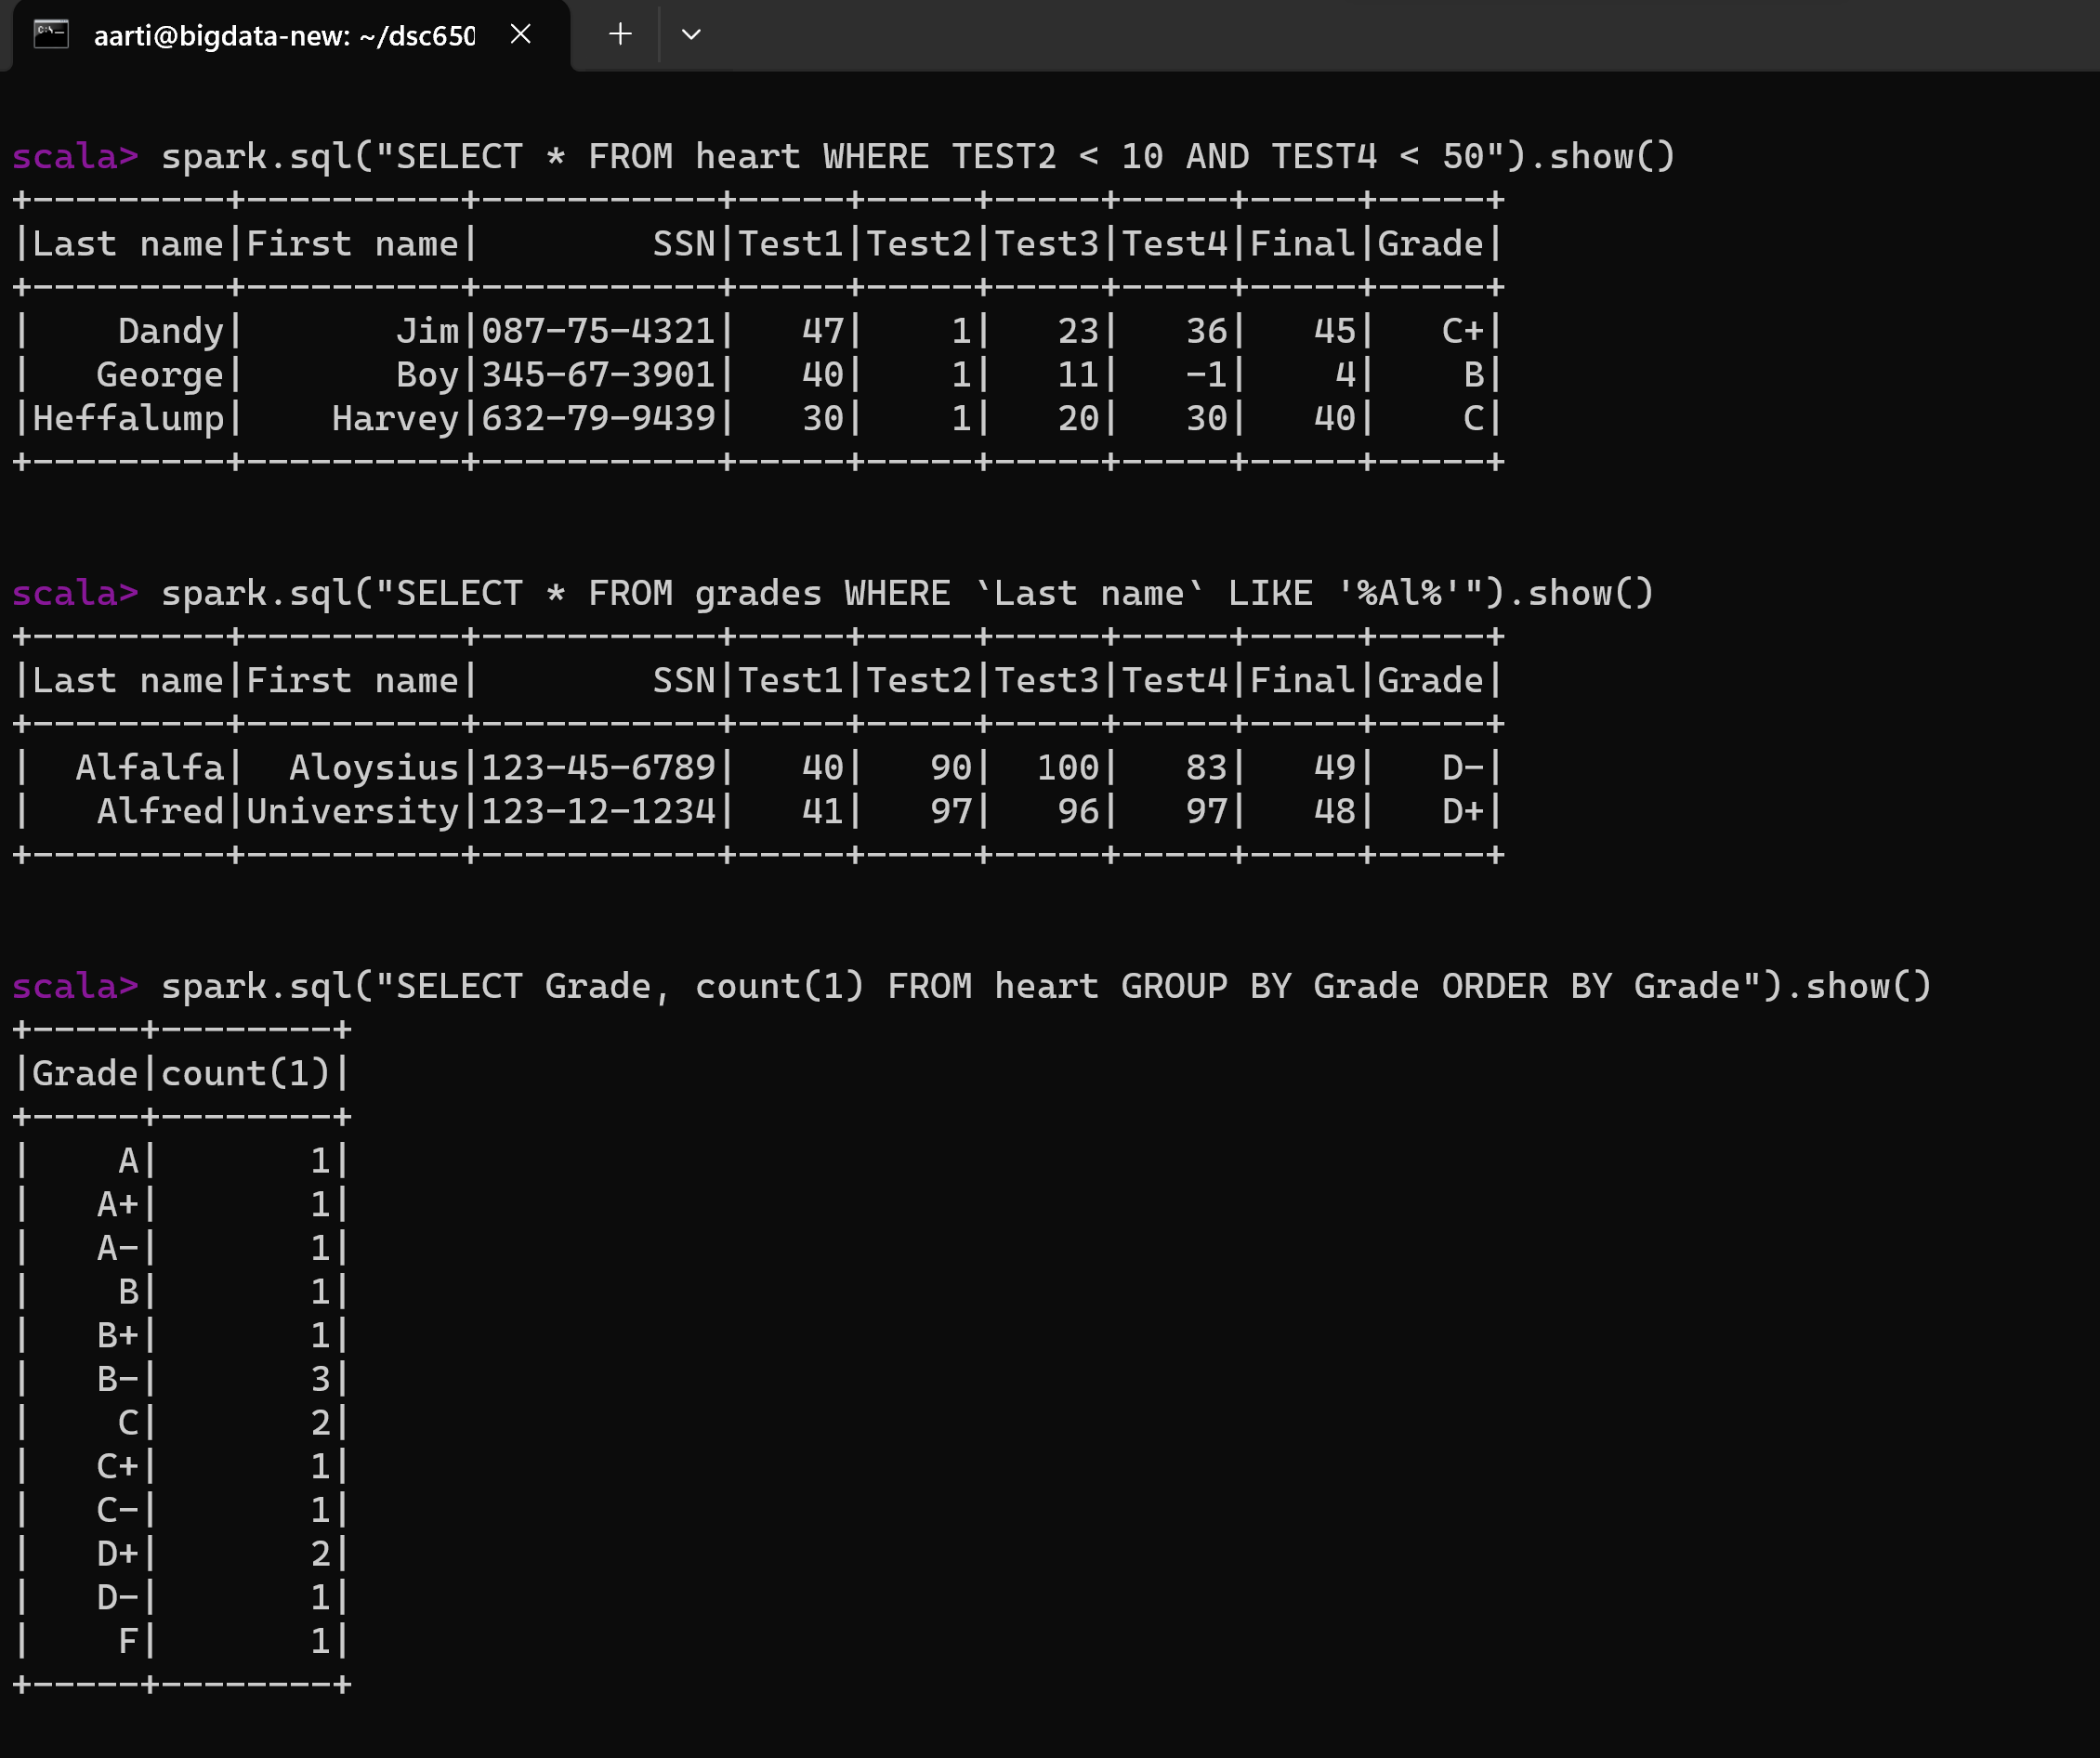 aarti@bigdata-new: ~/dsc650
scala> spark.sql("SELECT * FROM heart WHERE TEST2 < 10 AND TEST4 < 50").show()
+---------+----------+-----------+-----+-----+-----+-----+-----+-----+
|Last name|First name|        SSN|Test1|Test2|Test3|Test4|Final|Grade|
+---------+----------+-----------+-----+-----+-----+-----+-----+-----+
|    Dandy|       Jim|087-75-4321|   47|    1|   23|   36|   45|   C+|
|   George|       Boy|345-67-3901|   40|    1|   11|   -1|    4|    B|
|Heffalump|    Harvey|632-79-9439|   30|    1|   20|   30|   40|    C|
+---------+----------+-----------+-----+-----+-----+-----+-----+-----+
scala> spark.sql("SELECT * FROM grades WHERE `Last name` LIKE '%Al%'").show()
+---------+----------+-----------+-----+-----+-----+-----+-----+-----+
|Last name|First name|        SSN|Test1|Test2|Test3|Test4|Final|Grade|
+---------+----------+-----------+-----+-----+-----+-----+-----+-----+
|  Alfalfa|  Aloysius|123-45-6789|   40|   90|  100|   83|   49|   D-|
|   Alfred|University|123-12-1234|   41|   97|   96|   97|   48|   D+|
+---------+----------+-----------+-----+-----+-----+-----+-----+-----+
scala> spark.sql("SELECT Grade, count(1) FROM heart GROUP BY Grade ORDER BY Grade").show()
+-----+--------+
|Grade|count(1)|
+-----+--------+
|    A|       1|
|   A+|       1|
|   A-|       1|
|    B|       1|
|   B+|       1|
|   B-|       3|
|    C|       2|
|   C+|       1|
|   C-|       1|
|   D+|       2|
|   D-|       1|
|    F|       1|
+-----+--------+